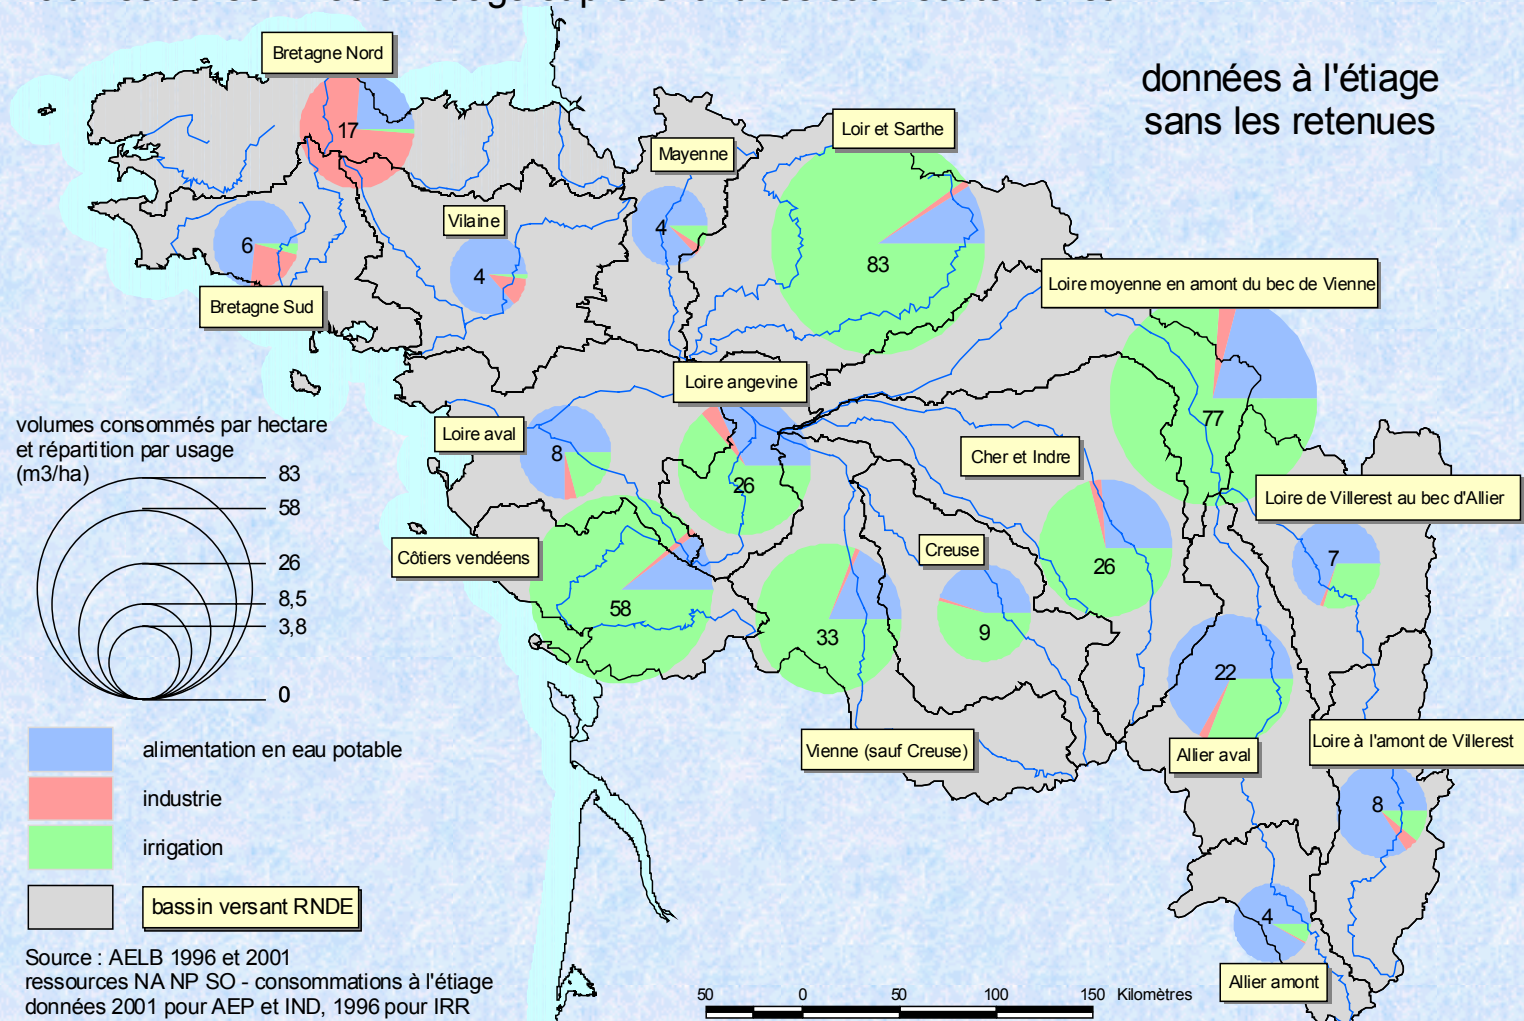 données à l'étiage
sans les retenues
Bretagne Nord
17
Loir et Sarthe
Mayenne
4
83
Vilaine
4
6
Bretagne Sud
Loire moyenne en amont du bec de Vienne
77
Loire angevine
26
Loire aval
8
Cher et Indre
26
Loire de Villerest au bec d'Allier
7
Côtiers vendéens
58
Creuse
9
33
Vienne (sauf Creuse)
22
Allier aval
Loire à l'amont de Villerest
8
4
Allier amont
volumes consommés par hectare
et répartition par usage
(m3/ha)
83
58
26
8,5
3,8
0
alimentation en eau potable
industrie
irrigation
bassin versant RNDE
Source : AELB 1996 et 2001
ressources NA NP SO - consommations à l'étiage
données 2001 pour AEP et IND, 1996 pour IRR
50 0 50 100 150 Kilomètres